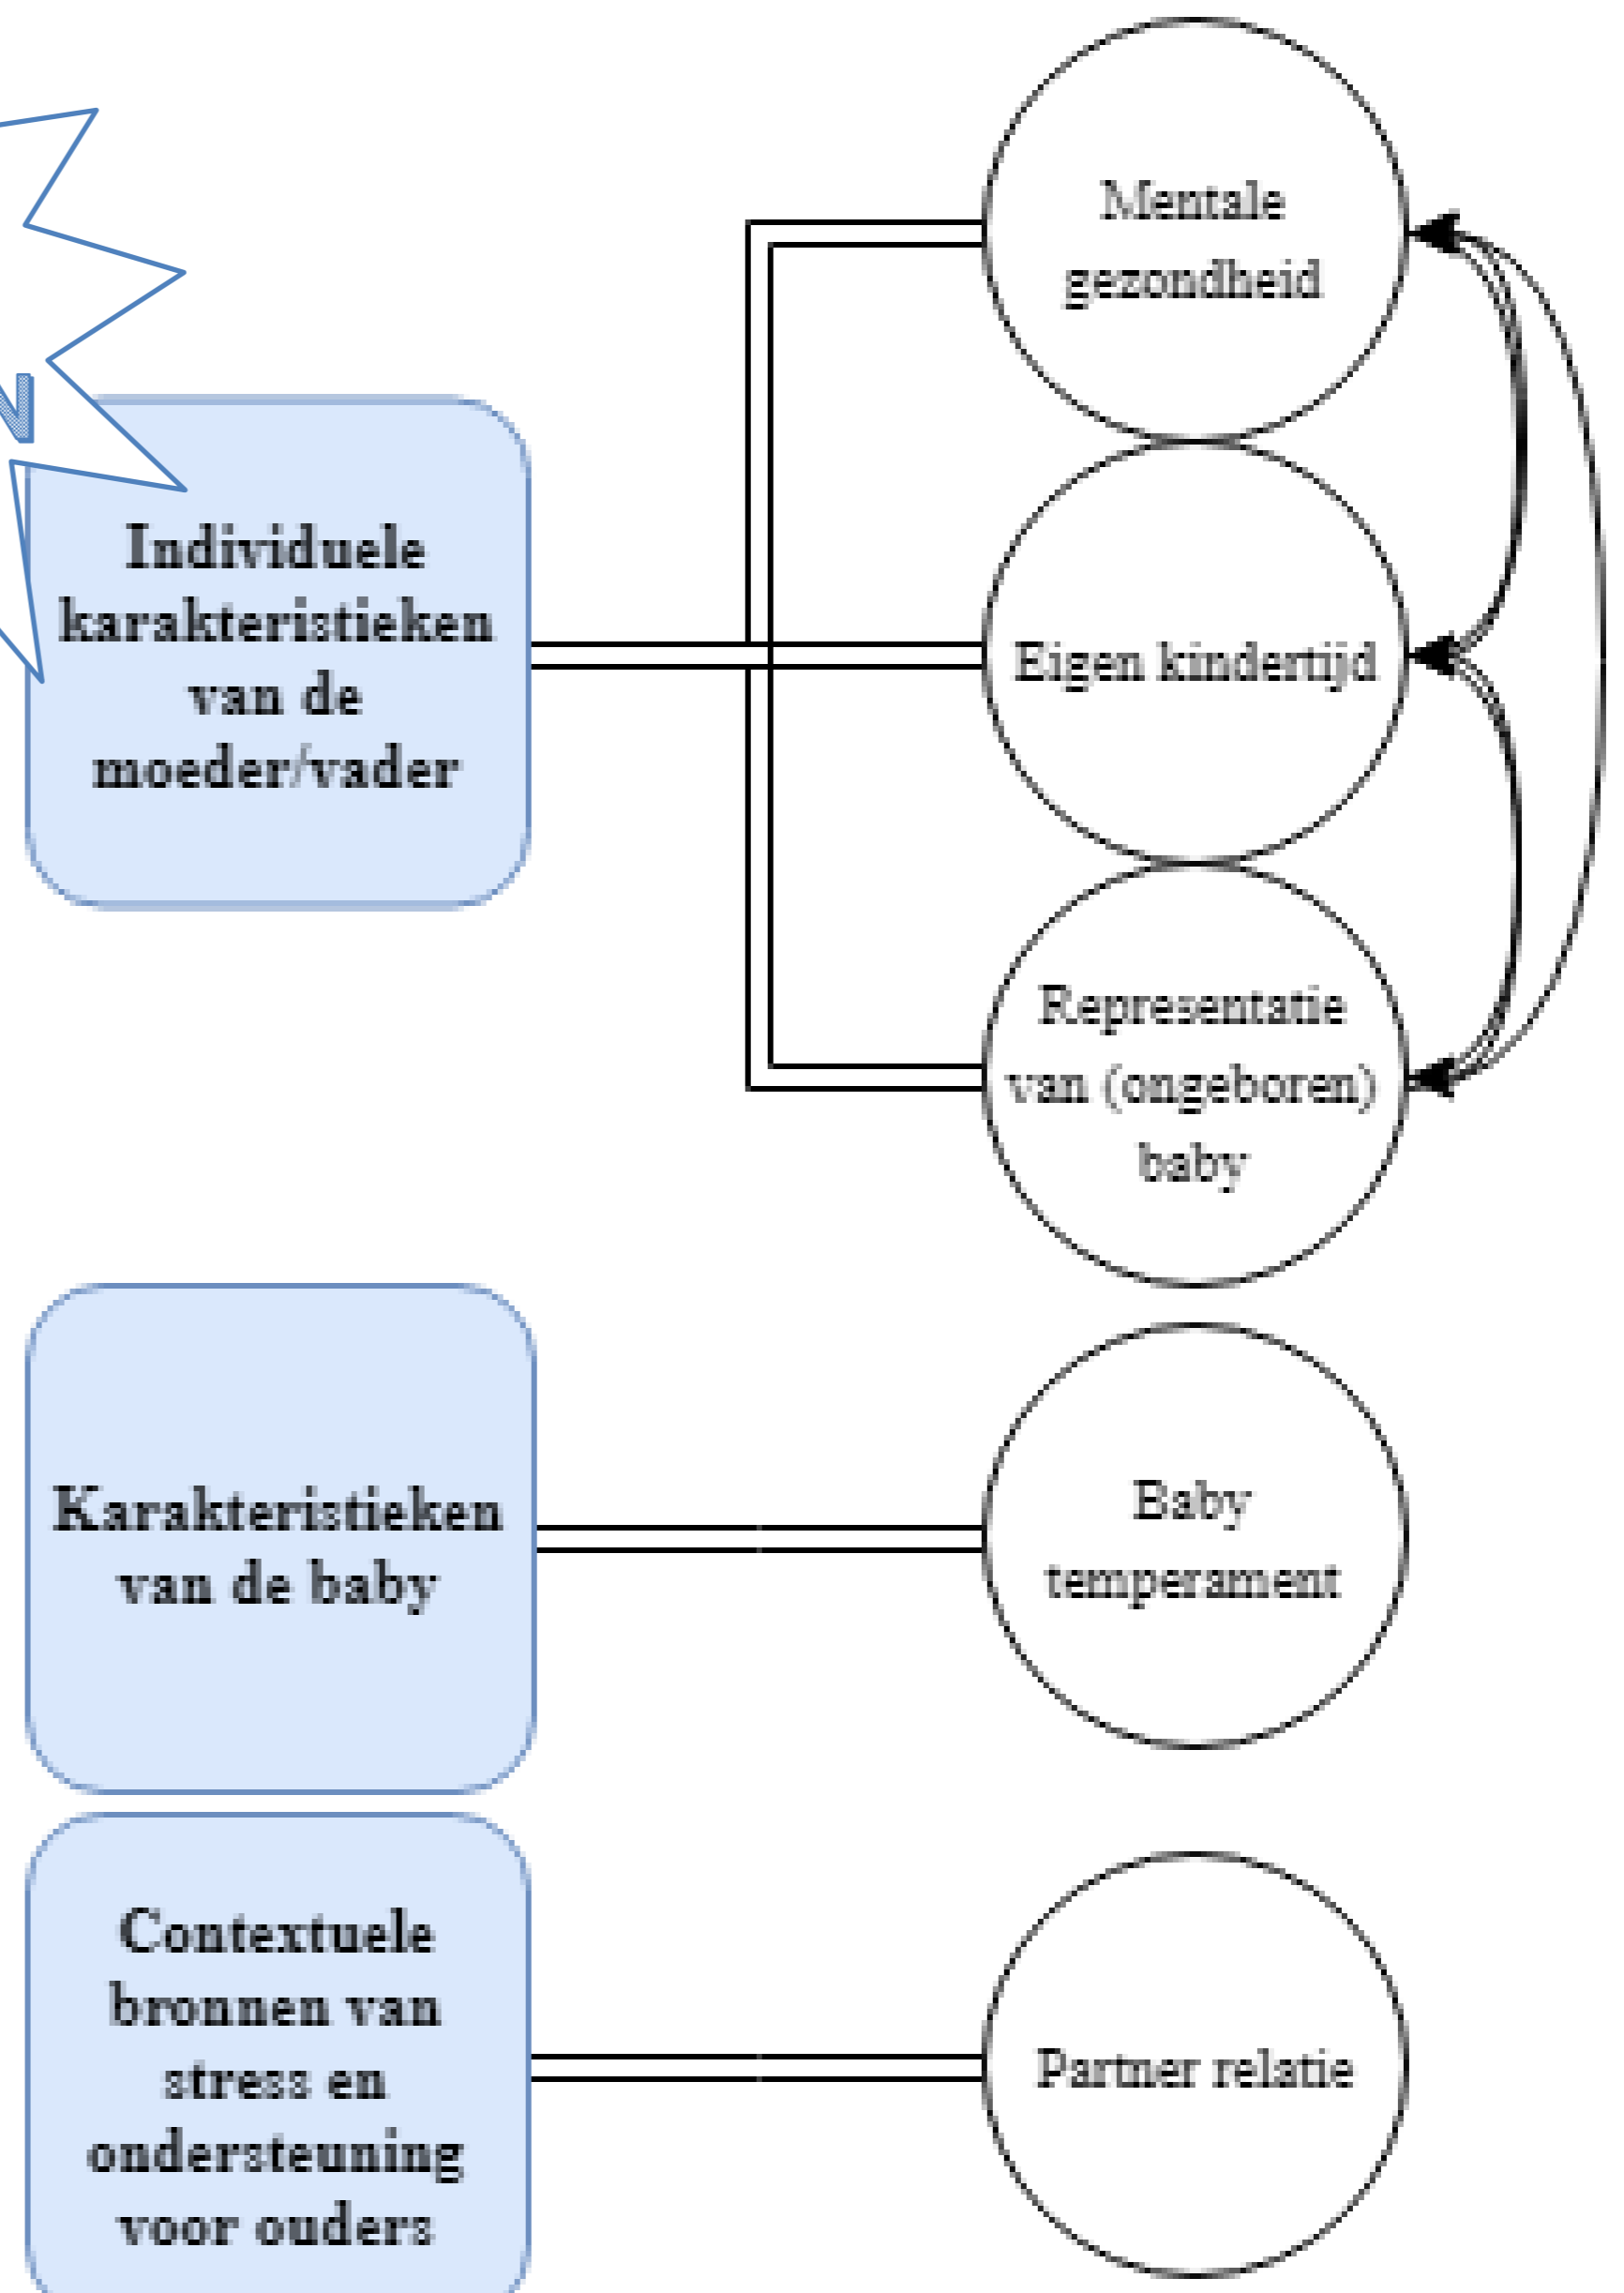 Mentale
gezondheid
N
Individuele
karakteristieken
van de
moeder/vader
Eigen kindertijd
Representatie
van (ongeboren)
baby
Karakteristieken
van de baby
Baby
temperament
Contextuele
bronnen van
stress en
ondersteuning
voor ouders
Partner relatie